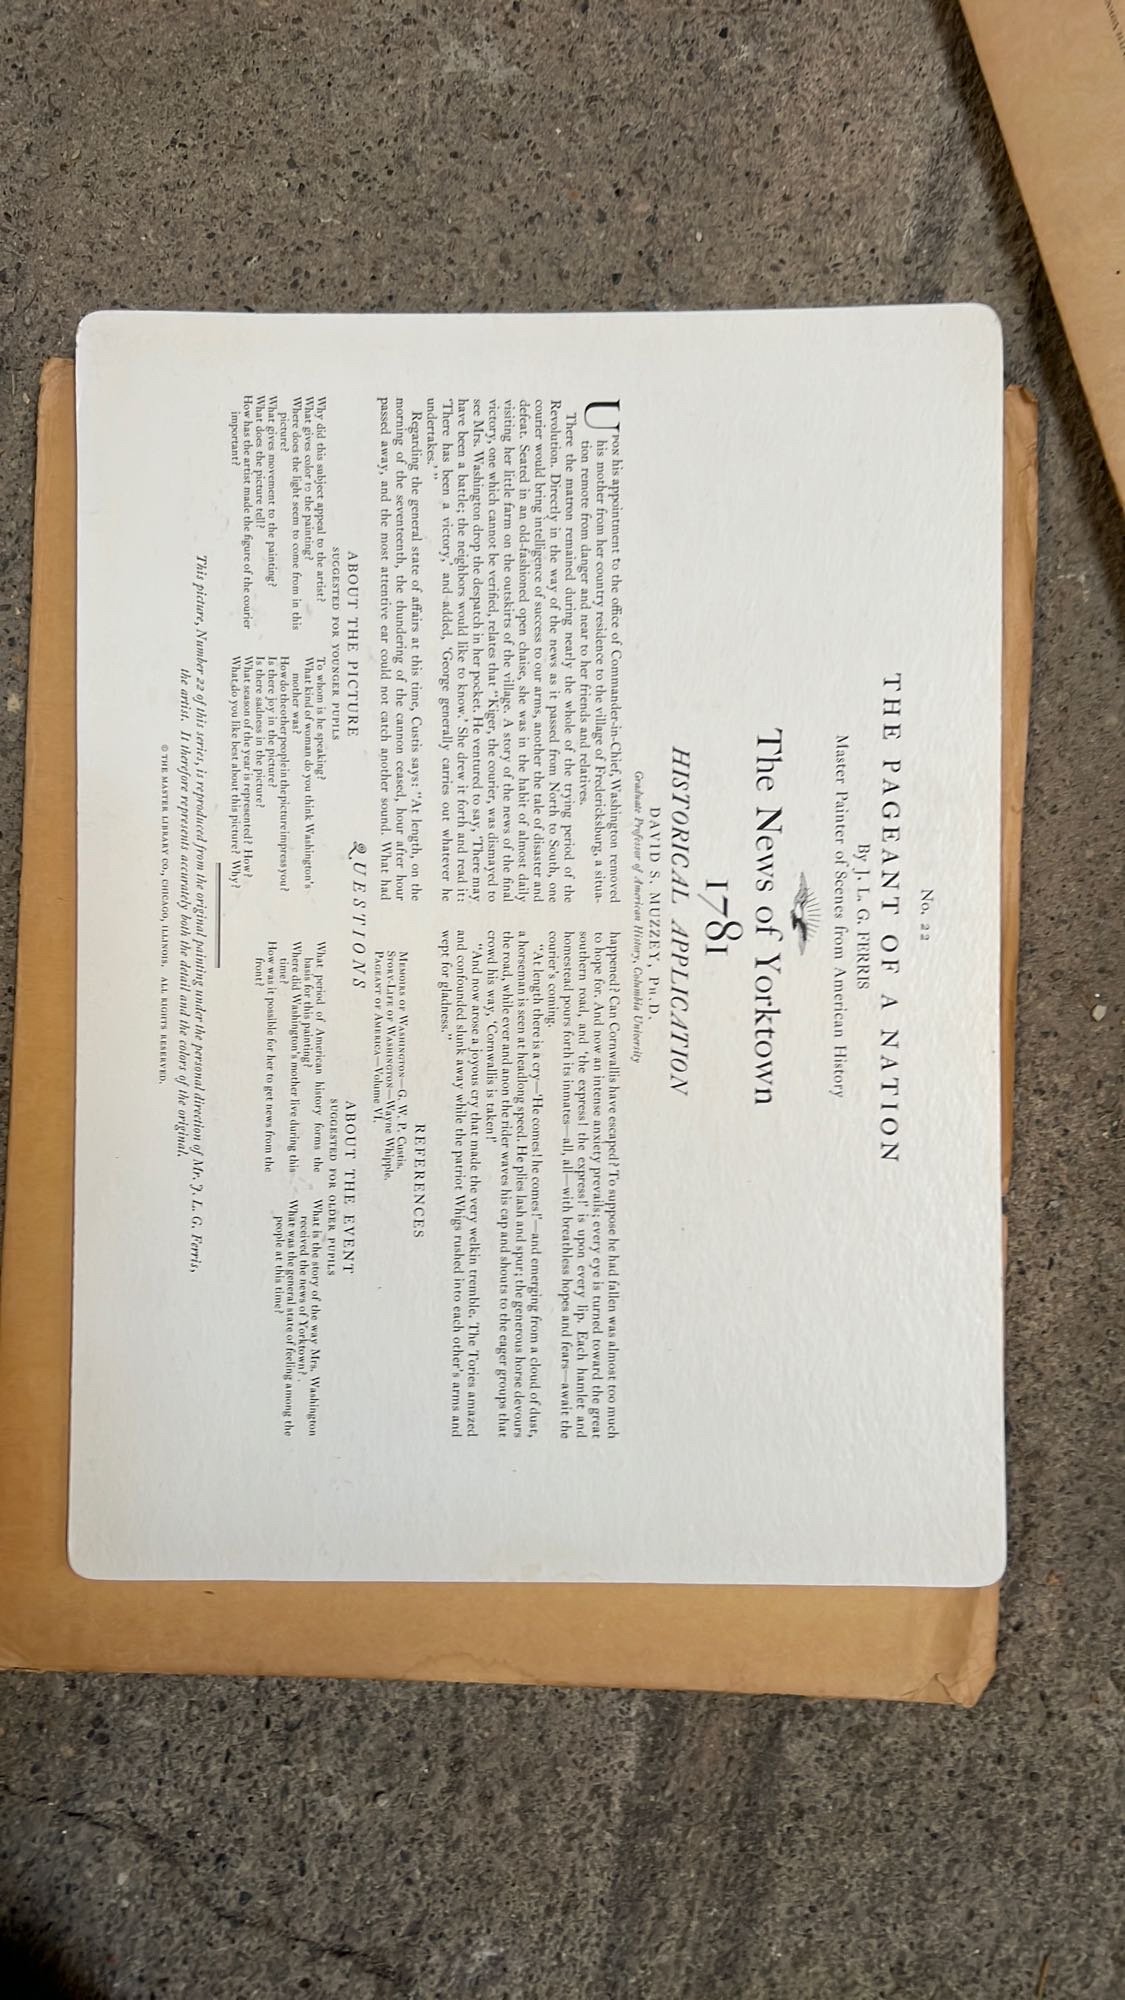 No. 22
THE PAGEANT OF A NATION
By J. L. G. FERRIS
Master Painter of Scenes from American History
The News of Yorktown
1781
HISTORICAL APPLICATION
DAVID S. MUZZEY, PH.D.
Graduate Professor of American History, Columbia University
UPON his appointment to the office of Commander-in-Chief, Washington removed
his mother from her country residence to the village of Fredericksburg, a situa-
tion remote from danger and near to her friends and relatives.
There the matron remained during nearly the whole of the trying period of the
Revolution. Directly in the way of the news as it passed from North to South, one
courier would bring intelligence of success to our arms, another the tale of disaster and
defeat. Seated in an old-fashioned open chaise, she was in the habit of almost daily
visiting her little farm on the outskirts of the village. A story of the news of the final
victory, one which cannot be verified, relates that "Kiger, the courier, was dismayed to
see Mrs. Washington drop the despatch in her pocket. He ventured to say, 'There may
have been a battle; the neighbors would like to know.' She drew it forth and read it:
'There has been a victory,' and added, 'George generally carries out whatever he
undertakes.'"
Regarding the general state of affairs at this time, Custis says: "At length, on the
morning of the seventeenth, the thundering of the cannon ceased, hour after hour
passed away, and the most attentive ear could not catch another sound. What had
happened? Can Cornwallis have escaped? To suppose he had fallen was almost too much
to hope for. And now an intense anxiety prevails; every eye is turned toward the great
southern road, and 'the express! the express!' is upon every lip. Each hamlet and
homestead pours forth its inmates—all, all—with breathless hopes and fears—await the
courier's coming.
"At length there is a cry—'He comes! he comes!'—and emerging from a cloud of dust,
a horseman is seen at headlong speed. He plies lash and spur; the generous horse devours
the road, while ever and anon the rider waves his cap and shouts to the eager groups that
crowd his way, 'Cornwallis is taken!'
"And now arose a joyous cry that made the very welkin tremble. The Tories amazed
and confounded slunk away while the patriot Whigs rushed into each other's arms and
wept for gladness."
REFERENCES
MEMOIRS OF WASHINGTON—G. W. P. Custis.
STORY-LIFE OF WASHINGTON—Wayne Whipple.
PAGEANT OF AMERICA—Volume VI.
QUESTIONS
ABOUT THE PICTURE
SUGGESTED FOR YOUNGER PUPILS
Why did this subject appeal to the artist?
What gives color to the painting?
Where does the light seem to come from in this
picture?
What gives movement to the painting?
What does the picture tell?
How has the artist made the figure of the courier
important?
To whom is he speaking?
What kind of woman do you think Washington's
mother was?
How do the other people in the picture impress you?
Is there joy in the picture?
Is there sadness in the picture?
What season of the year is represented? How?
What do you like best about this picture? Why?
ABOUT THE EVENT
SUGGESTED FOR OLDER PUPILS
What period of American history forms the
basis for this painting?
Where did Washington's mother live during this
time?
How was it possible for her to get news from the
front?
What is the story of the way Mrs. Washington
received the news of Yorktown?
What was the general state of feeling among the
people at this time?
This picture, Number 22 of this series, is reproduced from the original painting under the personal direction of Mr. J. L. G. Ferris,
the artist. It therefore represents accurately both the detail and the colors of the original.
© THE MASTER LIBRARY CO., CHICAGO, ILLINOIS. ALL RIGHTS RESERVED.